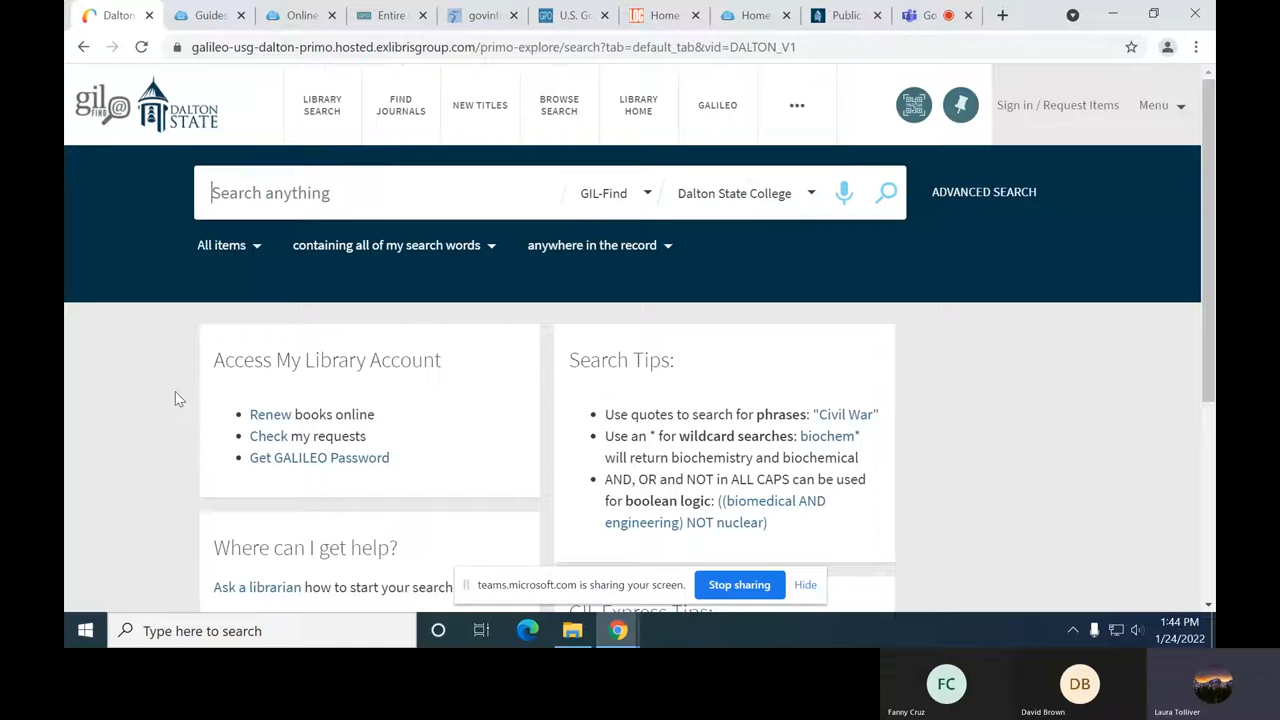 Dalton
Guides
Online
Entire
govinf
U.S. Go
Home
Home
Public
Go
galileo-usg-dalton-primo.hosted.exlibrisgroup.com/primo-explore/search?tab=default_tab&vid=DALTON_V1
gil
FIND
DALTON
STATE
LIBRARY
SEARCH
FIND
JOURNALS
NEW TITLES
BROWSE
SEARCH
LIBRARY
HOME
GALILEO
Sign in / Request Items
Menu
Search anything
GIL-Find
Dalton State College
ADVANCED SEARCH
All items
containing all of my search words
anywhere in the record
Access My Library Account
Renew books online
Check my requests
Get GALILEO Password
Search Tips:
Use quotes to search for phrases: "Civil War"
Use an * for wildcard searches: biochem*
will return biochemistry and biochemical
AND, OR and NOT in ALL CAPS can be used
for boolean logic: ((biomedical AND
engineering) NOT nuclear)
Where can I get help?
Ask a librarian how to start your search
GIL Express Tips:
teams.microsoft.com is sharing your screen.
Stop sharing
Hide
Type here to search
1:44 PM
1/24/2022
FC
Fanny Cruz
DB
David Brown
Laura Tolliver